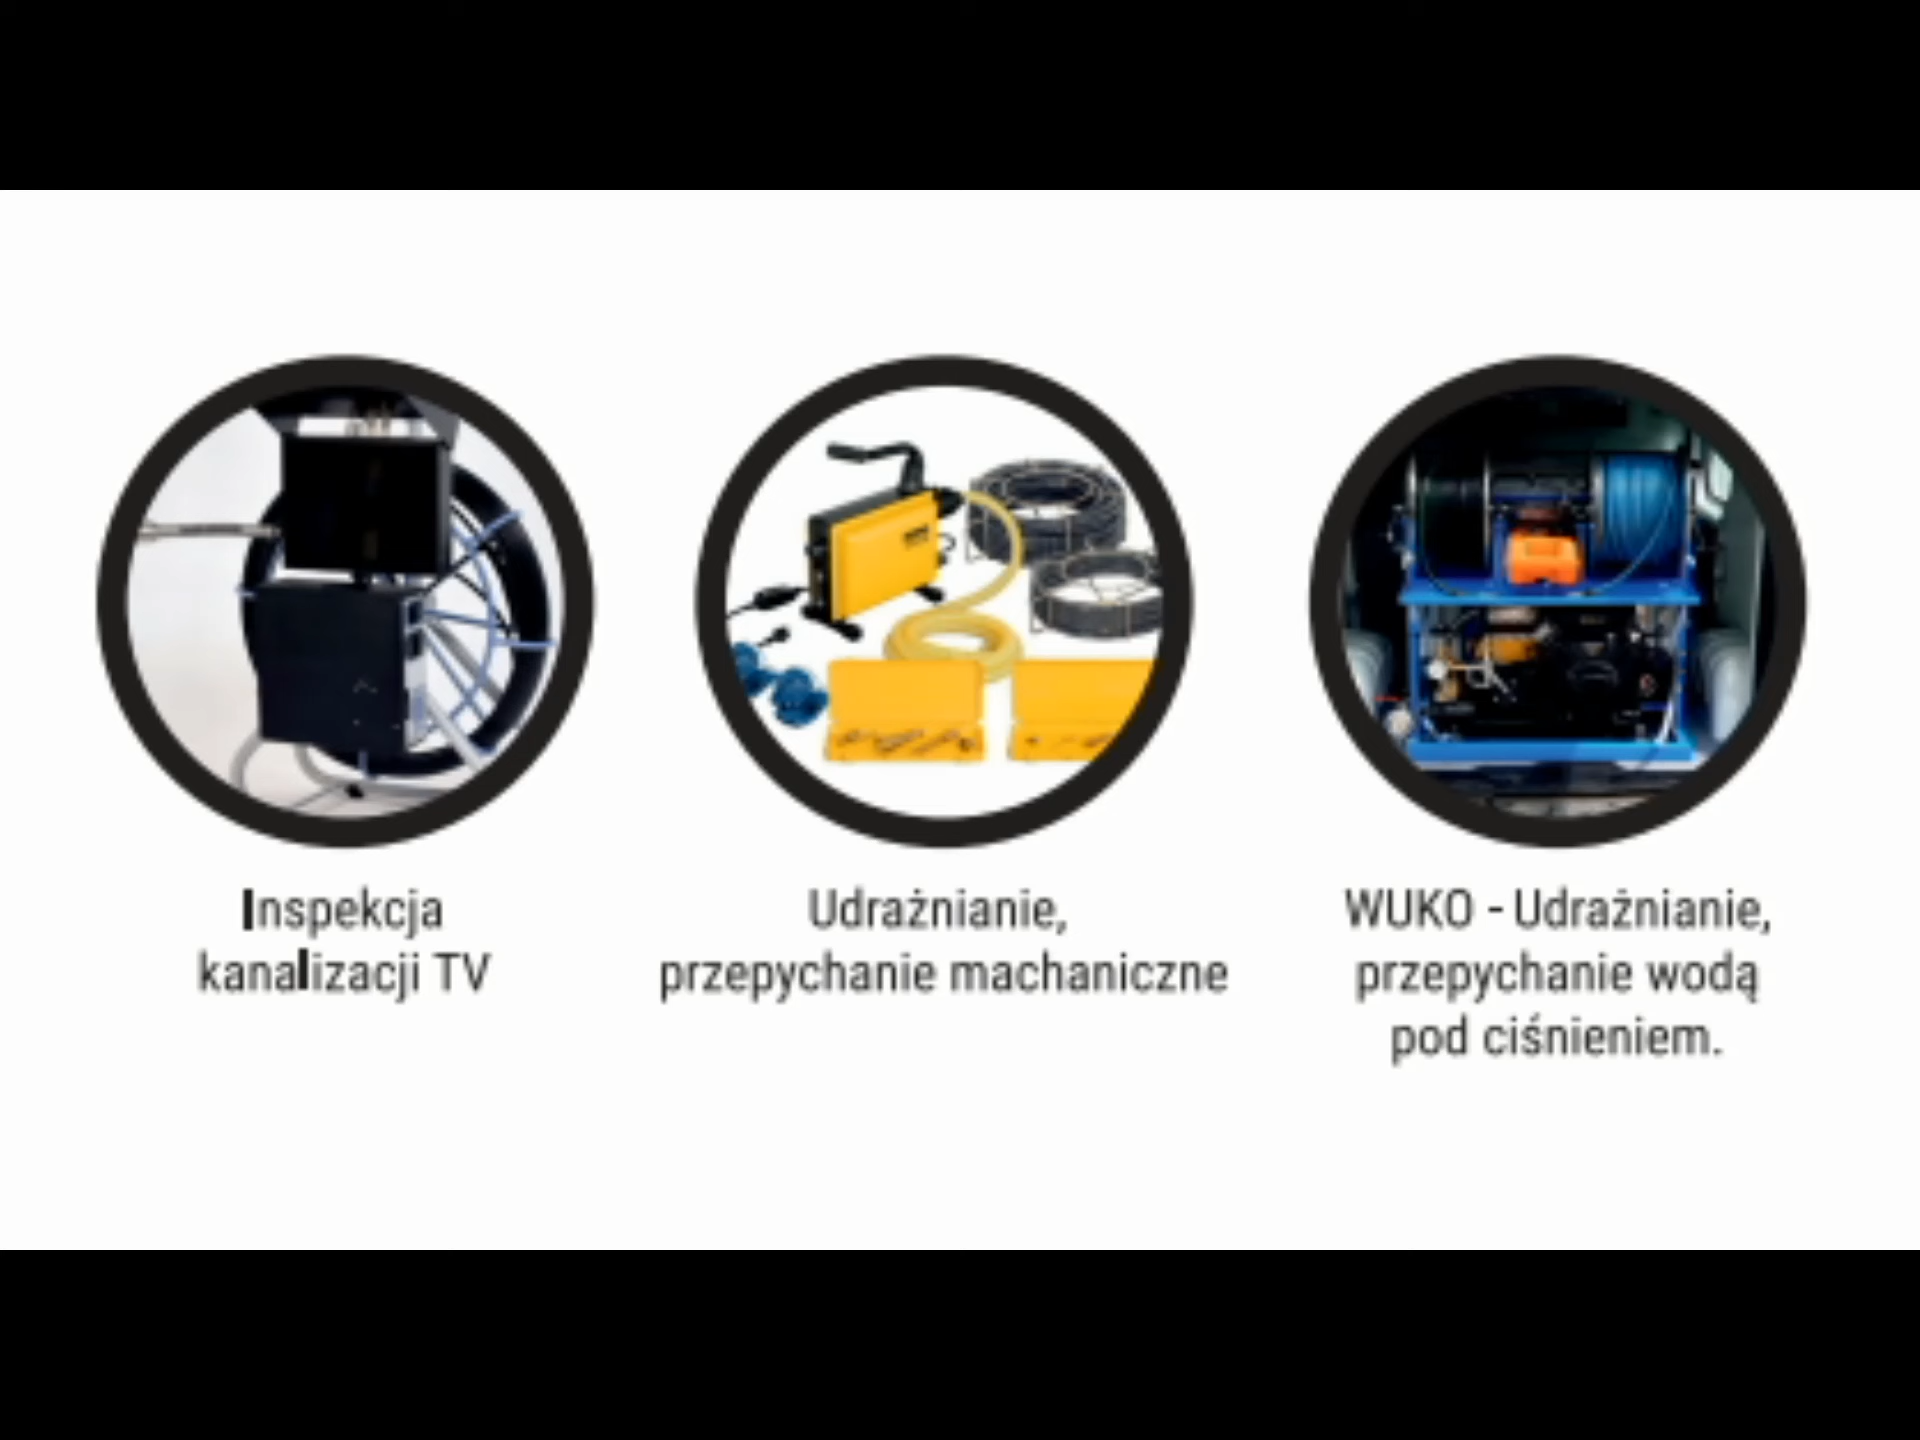 Inspekcja
kanalizacji TV
Udrażnianie,
przepychanie machaniczne
WUKO - Udrażnianie,
przepychanie wodą
pod ciśnieniem.